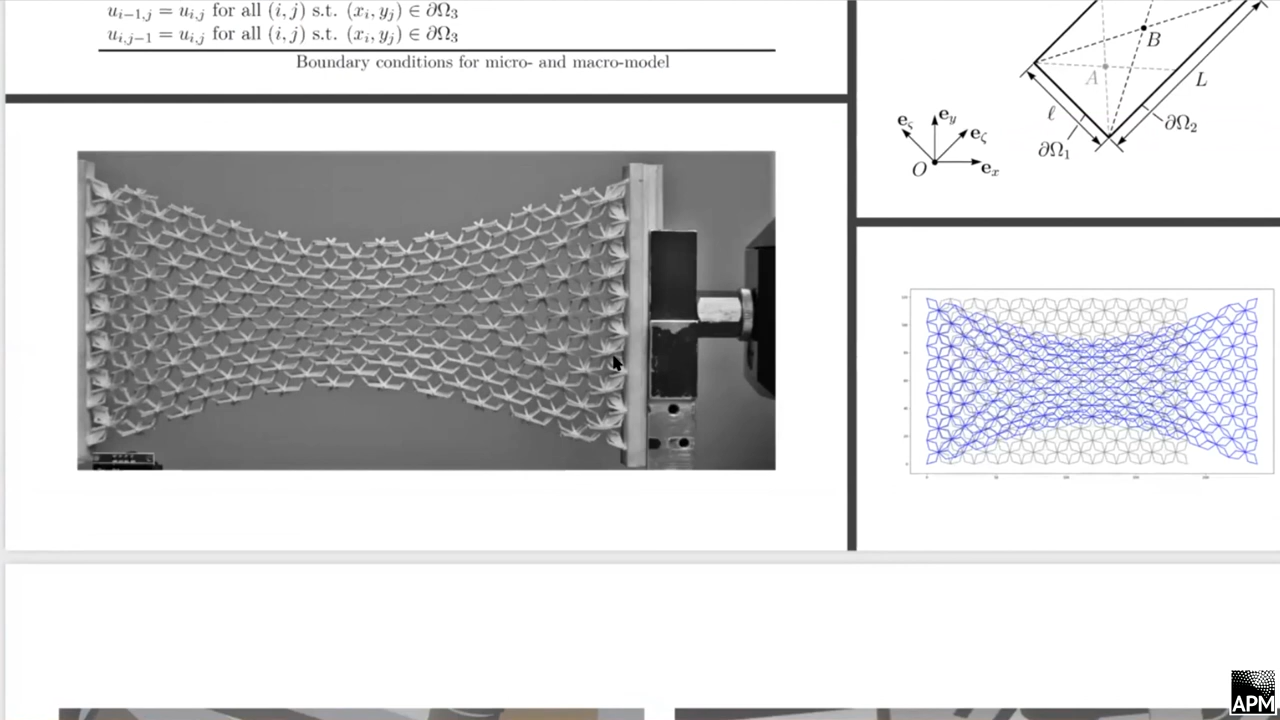 u_{i−1,j} = u_{i,j} for all (i, j) s.t. (x_i, y_j) ∈ ∂Ω_3
u_{i,j−1} = u_{i,j} for all (i, j) s.t. (x_i, y_j) ∈ ∂Ω_3
Boundary conditions for micro- and macro-model
B
A
L
ℓ
∂Ω_2
∂Ω_1
e_ς
e_y
e_ζ
O
e_x
APM